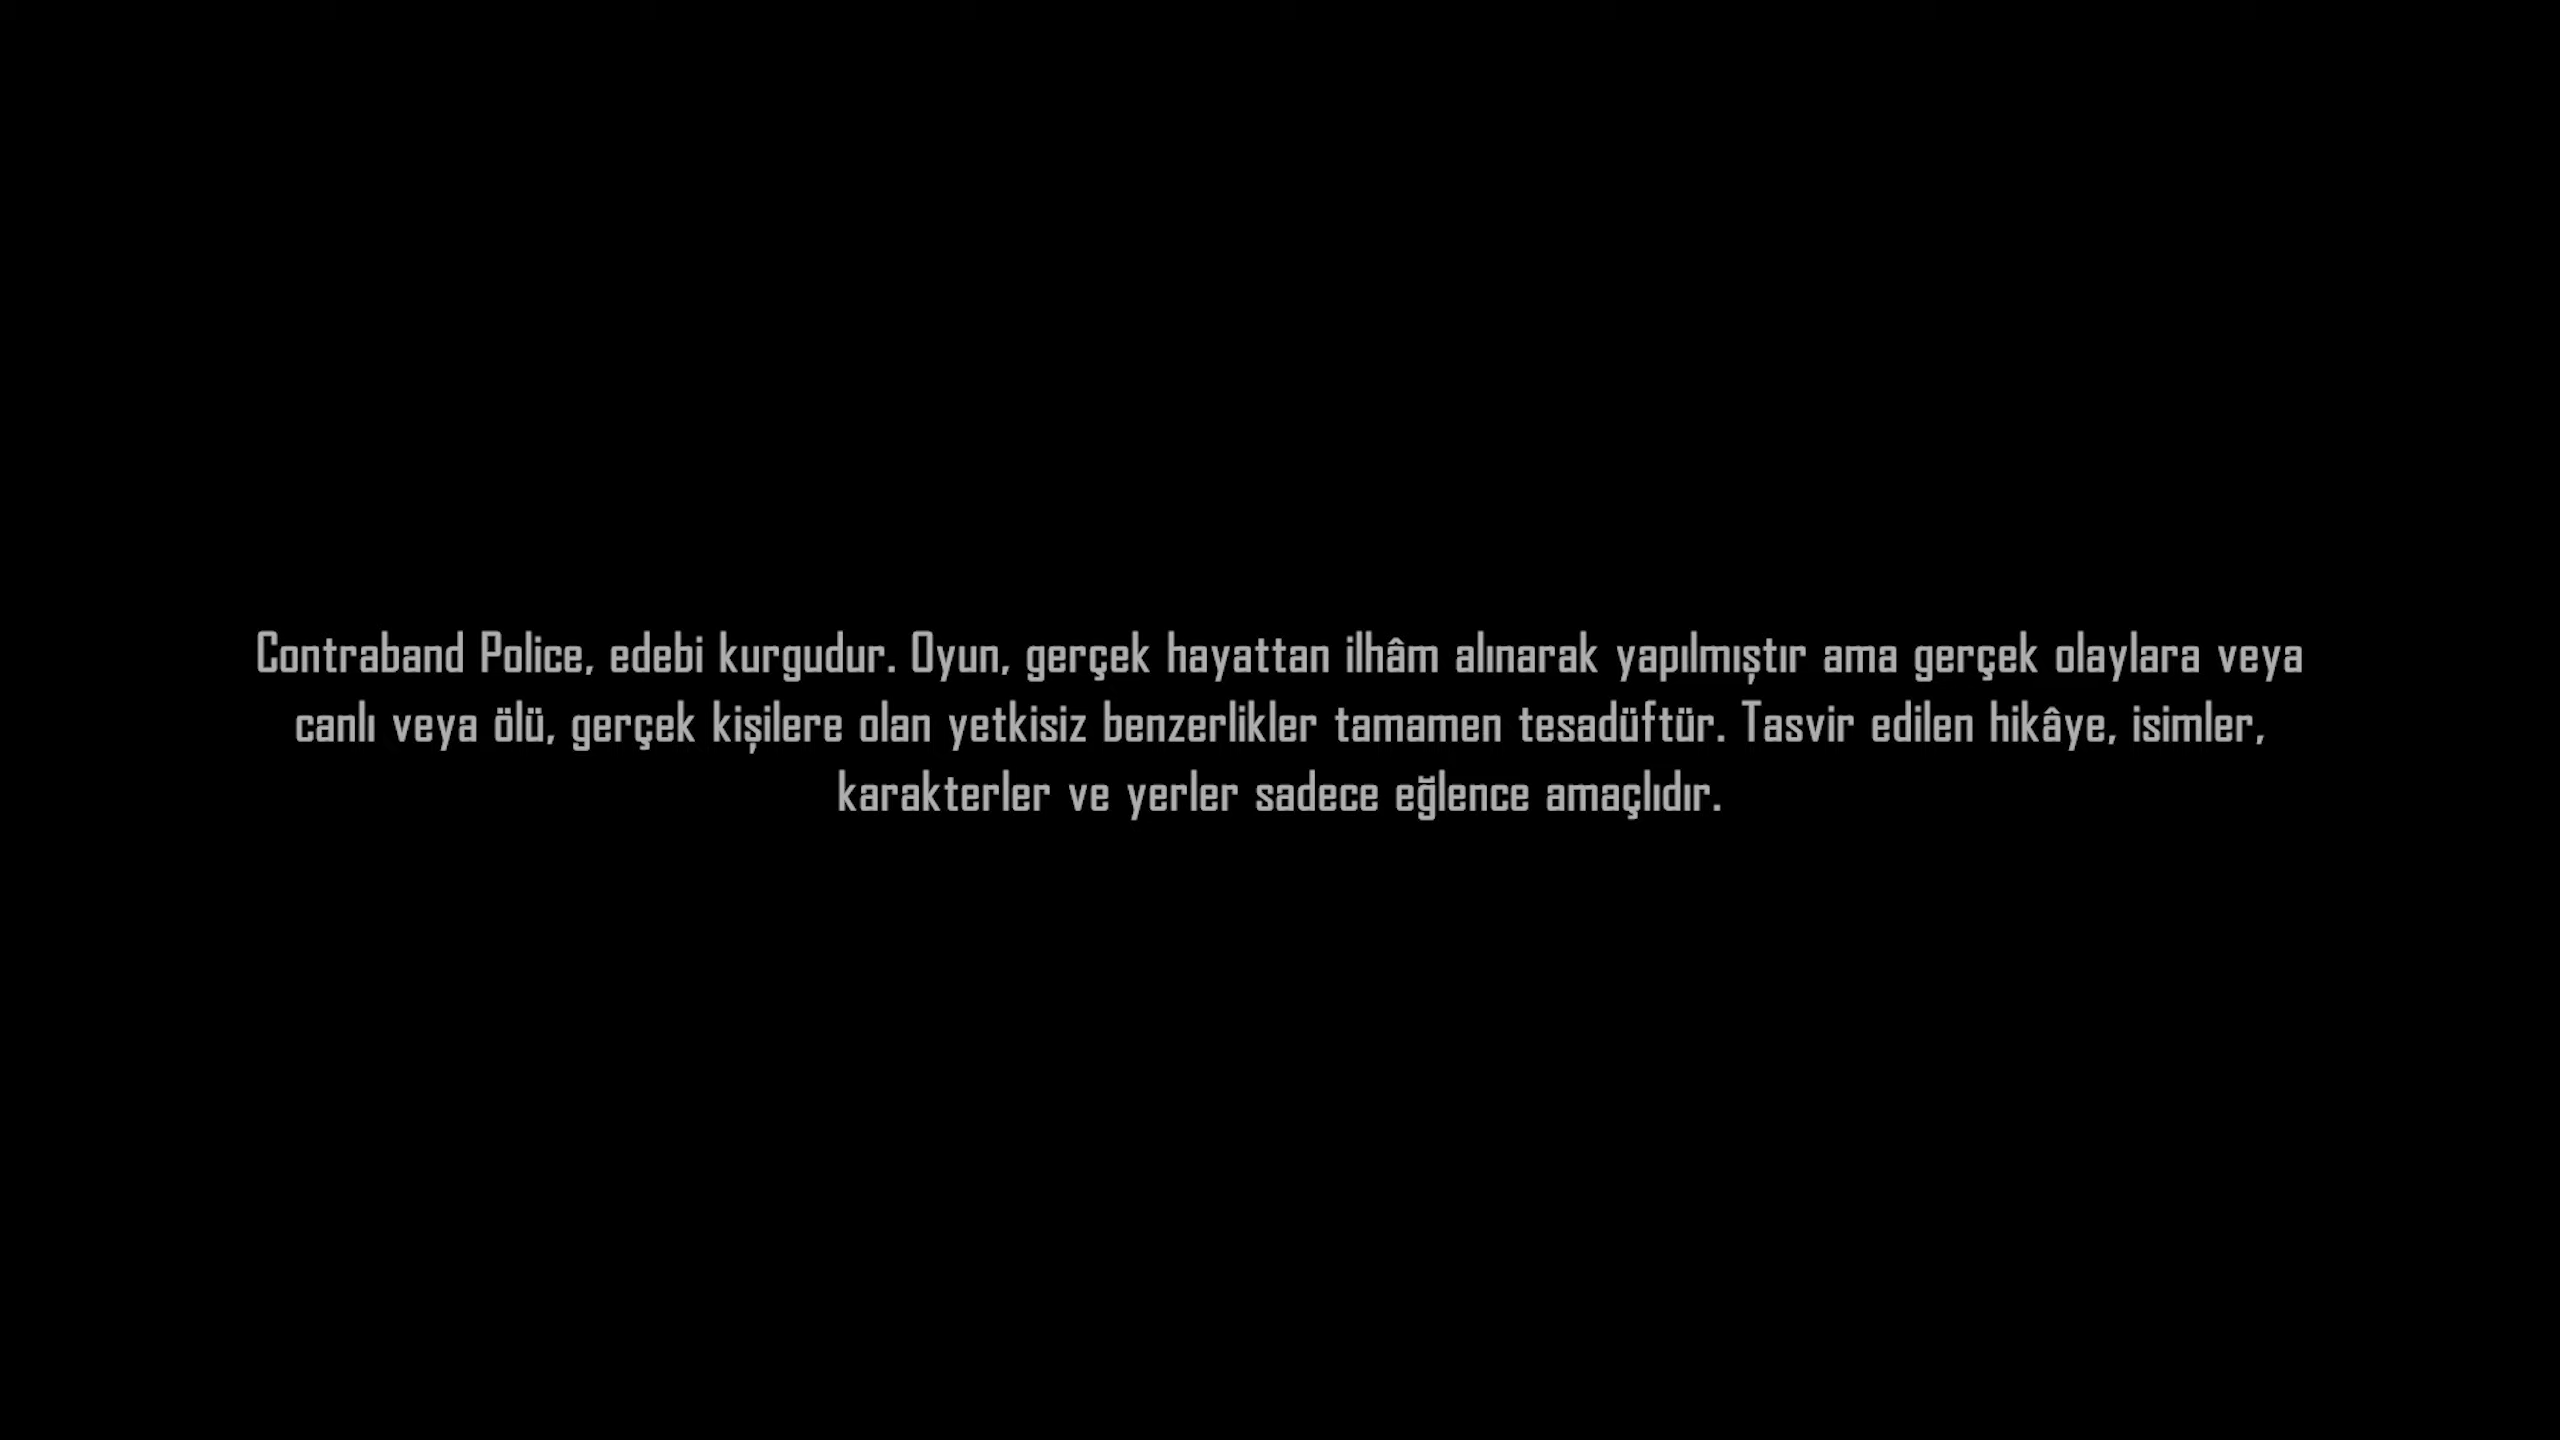 Contraband Police, edebi kurgudur. Oyun, gerçek hayattan ilhâm alınarak yapılmıştır ama gerçek olaylara veya
canlı veya ölü, gerçek kişilere olan yetkisiz benzerlikler tamamen tesadüftür. Tasvir edilen hikâye, isimler,
karakterler ve yerler sadece eğlence amaçlıdır.